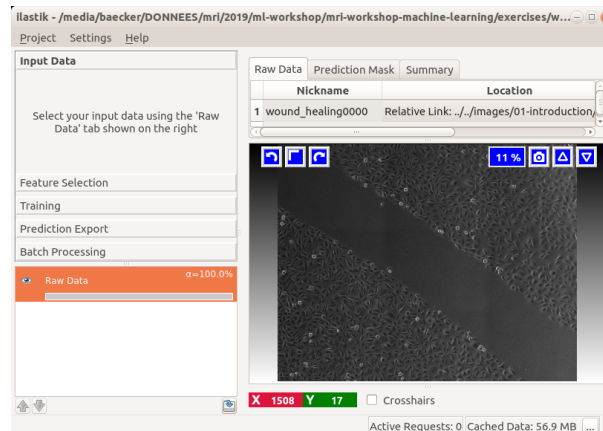 ilastik - /media/baecker/DONNEES/mri/2019/ml-workshop/mri-workshop-machine-learning/exercises/w...
Project Settings Help
Input Data
Select your input data using the 'Raw
Data' tab shown on the right
Feature Selection
Training
Prediction Export
Batch Processing
Raw Data α=100.0%
Raw Data Prediction Mask Summary
Nickname Location
1 wound_healing0000 Relative Link: ../../images/01-introduction/
11 %
X 1508 Y 17 Crosshairs
Active Requests: 0 Cached Data: 56.9 MB ...